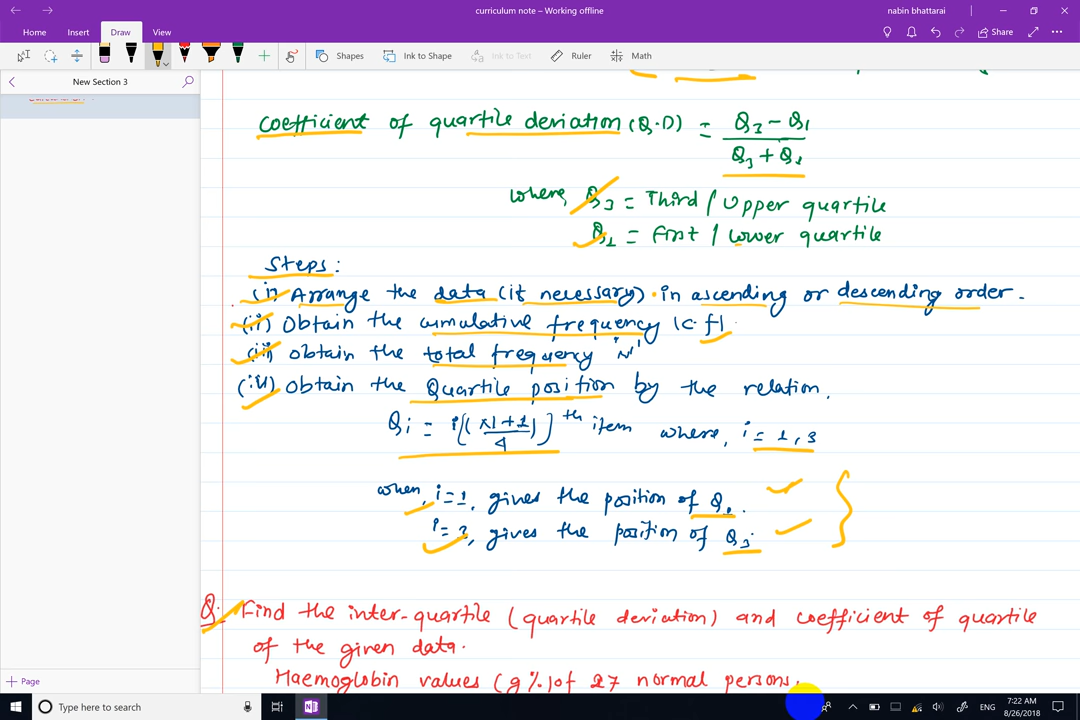 curriculum note – Working offline
nabin bhattarai
Home Insert Draw View
Share
Shapes Ink to Shape Ink to Text Ruler Math
New Section 3
coefficient of quartile deviation (Q.D) = Q3 – Q1 / Q3 + Q1
where, Q3 = Third / Upper quartile
Q1 = First / Lower quartile
Steps:
(i) Arrange the data (if necessary) in ascending or descending order.
(ii) Obtain the cumulative frequency (c.f).
(iii) obtain the total frequency 'N'
(iv) Obtain the Quartile position by the relation,
Qi = i[(N+1)/4]th item where, i = 1, 3
when, i=1, gives the position of Q1.
i=3, gives the position of Q3.
Q: Find the inter-quartile (quartile deviation) and coefficient of quartile
of the given data.
Haemoglobin values (g%) of 27 normal persons.
Page
Type here to search
ENG
7:22 AM
8/26/2018